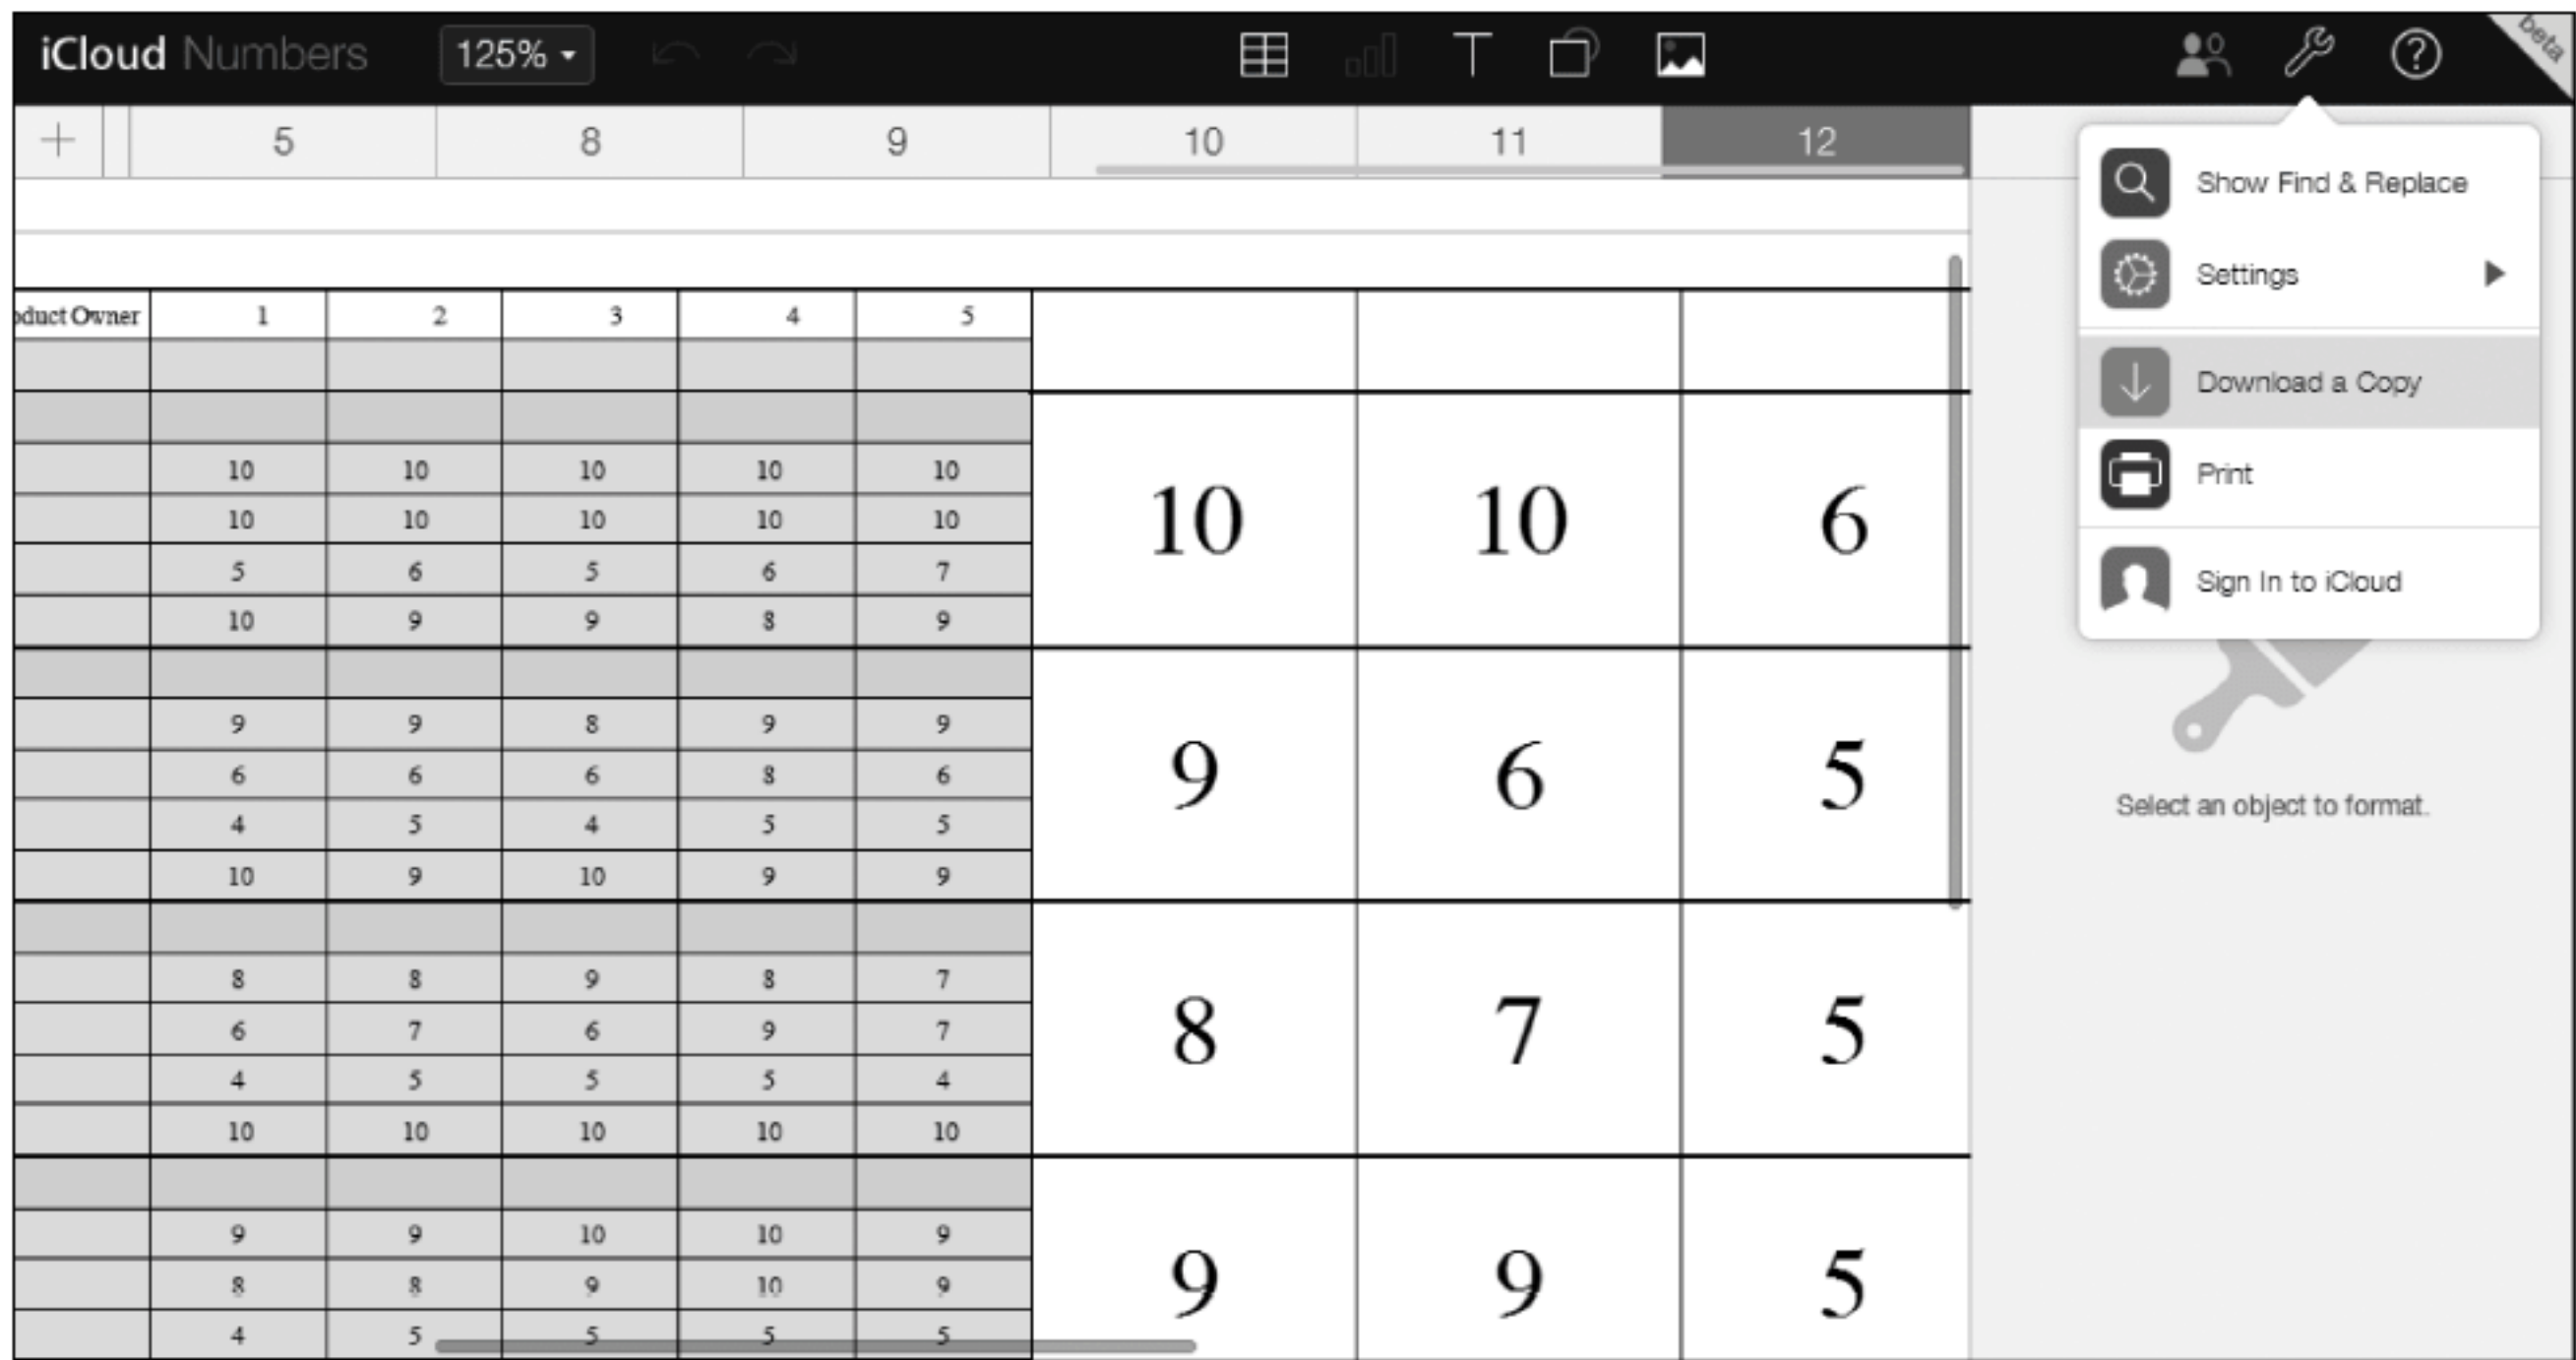 iCloud Numbers 125% beta
5 8 9 10 11 12
Show Find & Replace
Settings
Download a Copy
Print
Sign In to iCloud
Select an object to format.
oduct Owner 1 2 3 4 5
10 10 10 10 10
10 10 10 10 10
5 6 5 6 7
10 9 9 8 9
10 10 6
9 9 8 9 9
6 6 6 8 6
4 5 4 5 5
10 9 10 9 9
9 6 5
8 8 9 8 7
6 7 6 9 7
4 5 5 5 4
10 10 10 10 10
8 7 5
9 9 10 10 9
8 8 9 10 9
4 5 5 5 5
9 9 5